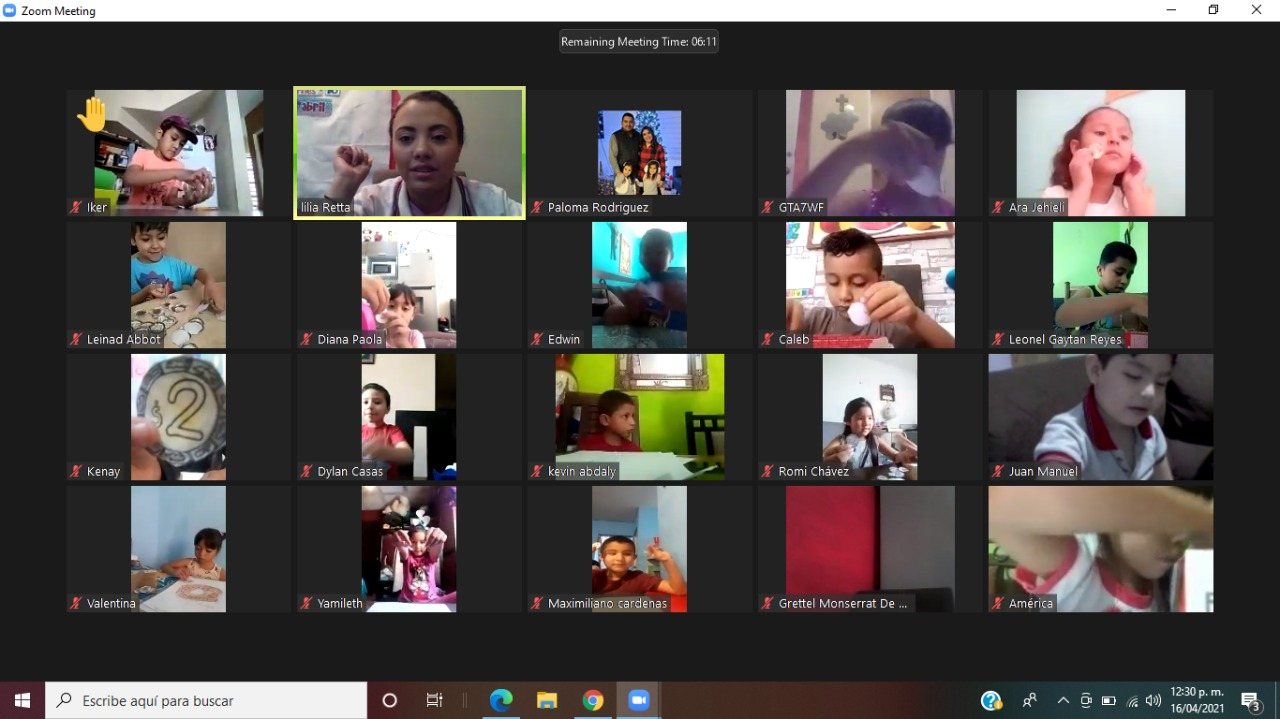 Zoom Meeting
Remaining Meeting Time: 06:11
abril
Iker
lilia Retta
Paloma Rodriguez
GTA7WF
Ara Jehieli
Leinad Abbot
Diana Paola
Edwin
Caleb
Leonel Gaytan Reyes
$2
Kenay
Dylan Casas
kevin abdaly
Romi Chávez
Juan Manuel
Valentina
Yamileth
Maximiliano cardenas
Grettel Monserrat De ...
América
Escribe aquí para buscar
12:30 p. m.
16/04/2021
3